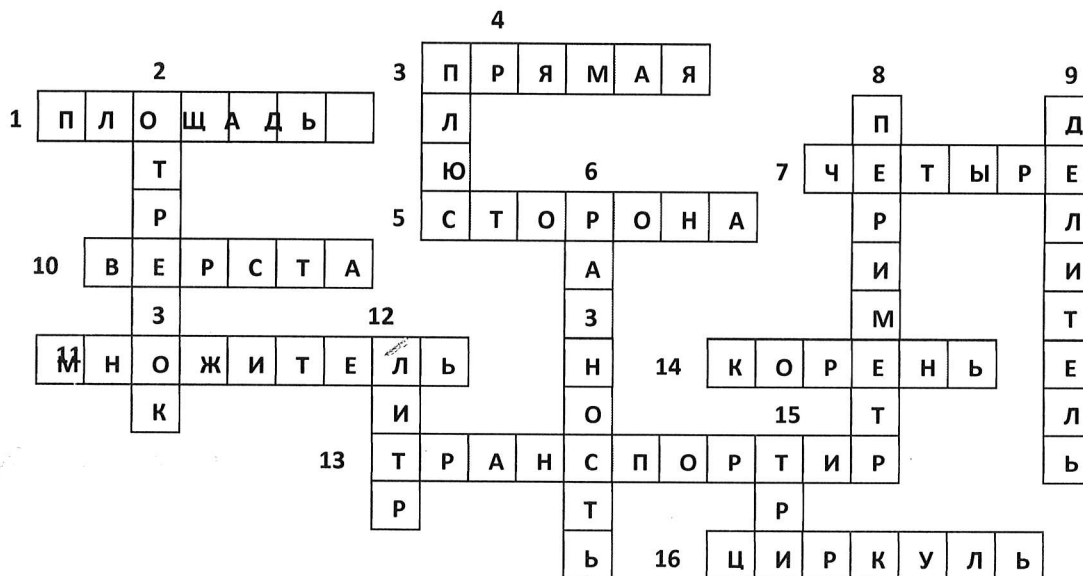 4
2 3 П Р Я М А Я 8 9
1 П Л О Щ А Д Ь Л П Д
Т Ю 6 7 Ч Е Т Ы Р Е
Р 5 С Т О Р О Н А Р Л
10 В Е Р С Т А А И И
З 12 З М Т
11 М Н О Ж И Т Е Л Ь Н 14 К О Р Е Н Ь Е
К И О 15 Т Л
13 Т Р А Н С П О Р Т И Р Ь
Р Т Р
Ь 16 Ц И Р К У Л Ь